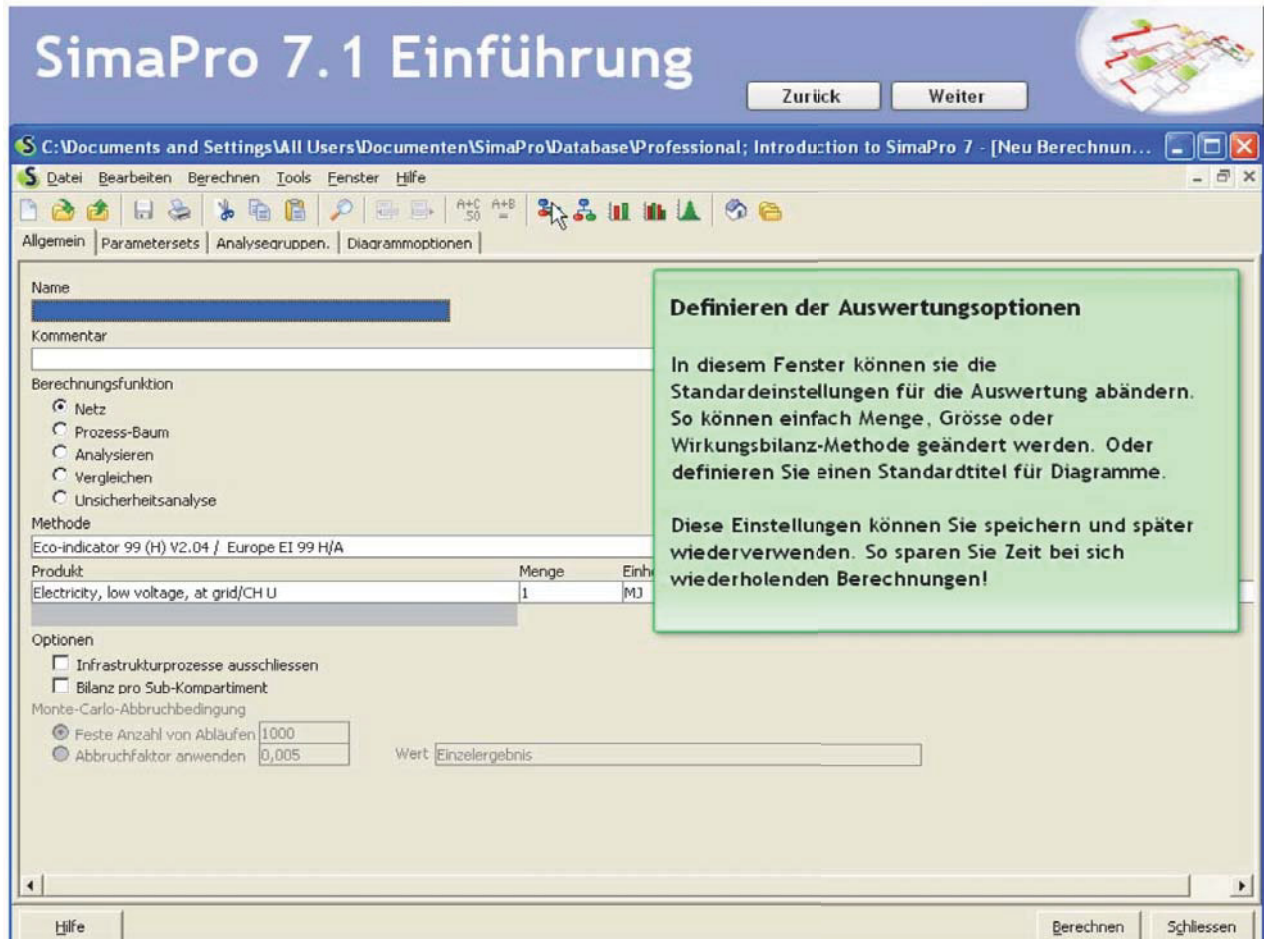 SimaPro 7.1 Einführung
Zurück
Weiter
C:\Documents and Settings\All Users\Documenten\SimaPro\Database\Professional; Introduction to SimaPro 7 - [Neu Berechnun...
Datei Bearbeiten Berechnen Tools Fenster Hilfe
A+C .50 A+B =
Allgemein Parametersets Analysegruppen. Diagrammoptionen
Name
Kommentar
Berechnungsfunktion
Netz
Prozess-Baum
Analysieren
Vergleichen
Unsicherheitsanalyse
Methode
Eco-indicator 99 (H) V2.04 / Europe EI 99 H/A
Produkt Menge Einhe
Electricity, low voltage, at grid/CH U 1 MJ
Optionen
Infrastrukturprozesse ausschliessen
Bilanz pro Sub-Kompartiment
Monte-Carlo-Abbruchbedingung
Feste Anzahl von Abläufen 1000
Abbruchfaktor anwenden 0,005 Wert Einzelergebnis
Definieren der Auswertungsoptionen
In diesem Fenster können sie die
Standardeinstellungen für die Auswertung abändern.
So können einfach Menge, Grösse oder
Wirkungsbilanz-Methode geändert werden. Oder
definieren Sie einen Standardtitel für Diagramme.
Diese Einstellungen können Sie speichern und später
wiederverwenden. So sparen Sie Zeit bei sich
wiederholenden Berechnungen!
Hilfe
Berechnen
Schliessen